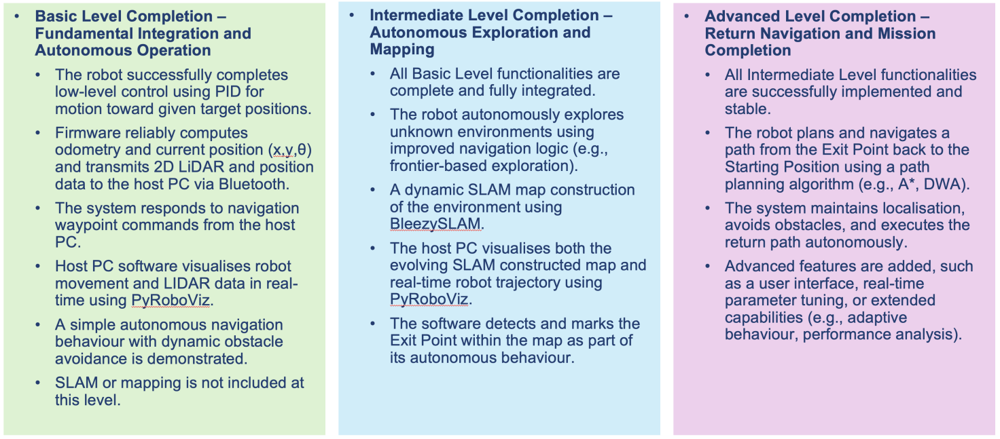 • Basic Level Completion –
Fundamental Integration and
Autonomous Operation
• The robot successfully completes
low-level control using PID for
motion toward given target positions.
• Firmware reliably computes
odometry and current position (x,y,θ)
and transmits 2D LiDAR and position
data to the host PC via Bluetooth.
• The system responds to navigation
waypoint commands from the host
PC.
• Host PC software visualises robot
movement and LIDAR data in real-
time using PyRoboViz.
• A simple autonomous navigation
behaviour with dynamic obstacle
avoidance is demonstrated.
• SLAM or mapping is not included at
this level.
• Intermediate Level Completion –
Autonomous Exploration and
Mapping
• All Basic Level functionalities are
complete and fully integrated.
• The robot autonomously explores
unknown environments using
improved navigation logic (e.g.,
frontier-based exploration).
• A dynamic SLAM map construction
of the environment using
BleezySLAM.
• The host PC visualises both the
evolving SLAM constructed map and
real-time robot trajectory using
PyRoboViz.
• The software detects and marks the
Exit Point within the map as part of
its autonomous behaviour.
• Advanced Level Completion –
Return Navigation and Mission
Completion
• All Intermediate Level functionalities
are successfully implemented and
stable.
• The robot plans and navigates a
path from the Exit Point back to the
Starting Position using a path
planning algorithm (e.g., A*, DWA).
• The system maintains localisation,
avoids obstacles, and executes the
return path autonomously.
• Advanced features are added, such
as a user interface, real-time
parameter tuning, or extended
capabilities (e.g., adaptive
behaviour, performance analysis).